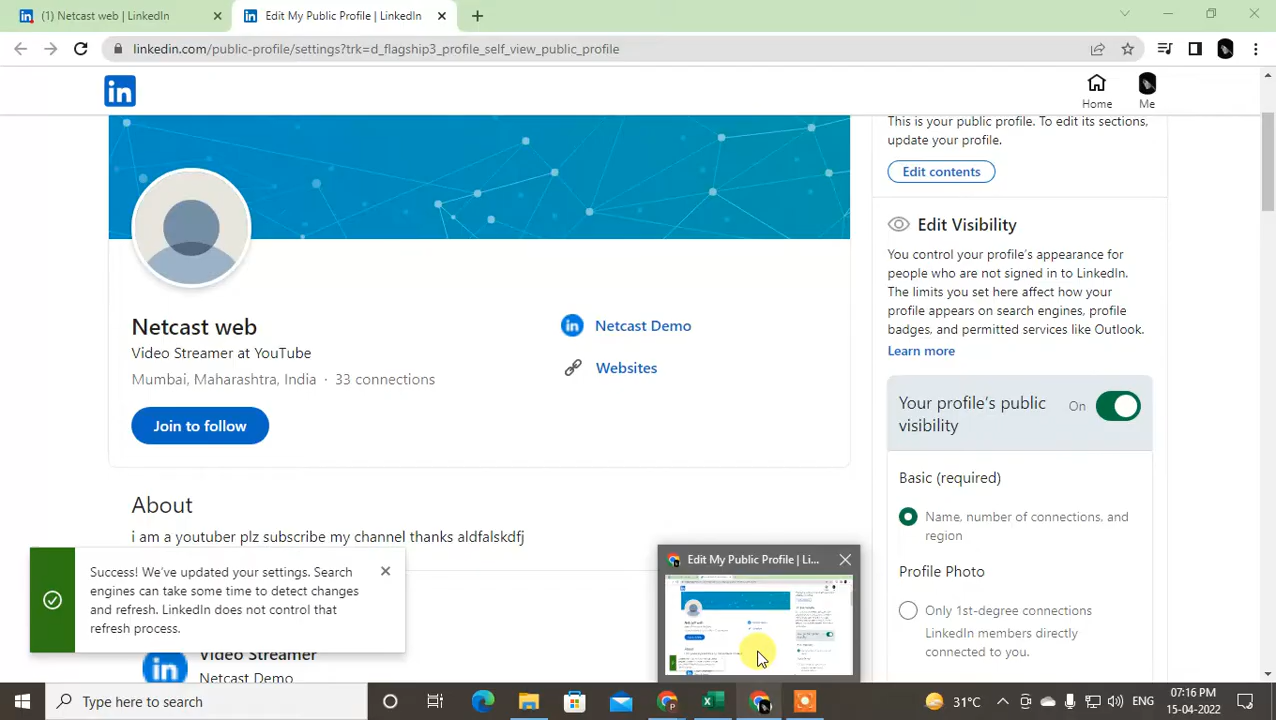 (1) Netcast web | LinkedIn
Edit My Public Profile | LinkedIn
linkedin.com/public-profile/settings?trk=d_flagship3_profile_self_view_public_profile
in
Home
Me
This is your public profile. To edit its sections,
update your profile.
Edit contents
Edit Visibility
You control your profile's appearance for
people who are not signed in to LinkedIn.
The limits you set here affect how your
profile appears on search engines, profile
badges, and permitted services like Outlook.
Learn more
Netcast web
Video Streamer at YouTube
Mumbai, Maharashtra, India · 33 connections
in Netcast Demo
Websites
Join to follow
Your profile's public
visibility
On
Basic (required)
Name, number of connections, and
region
Profile Photo
Only 1st-degree connections
LinkedIn members directly
connected to you.
About
i am a youtuber plz subscribe my channel thanks aldfalskdfj
Success! We've updated your settings. Search
engines can take some time to detect changes
and refresh. LinkedIn does not control that
refresh process.
Video Streamer
Netcast Demo
Edit My Public Profile | Li...
Type here to search
31°C
ENG
07:16 PM
15-04-2022